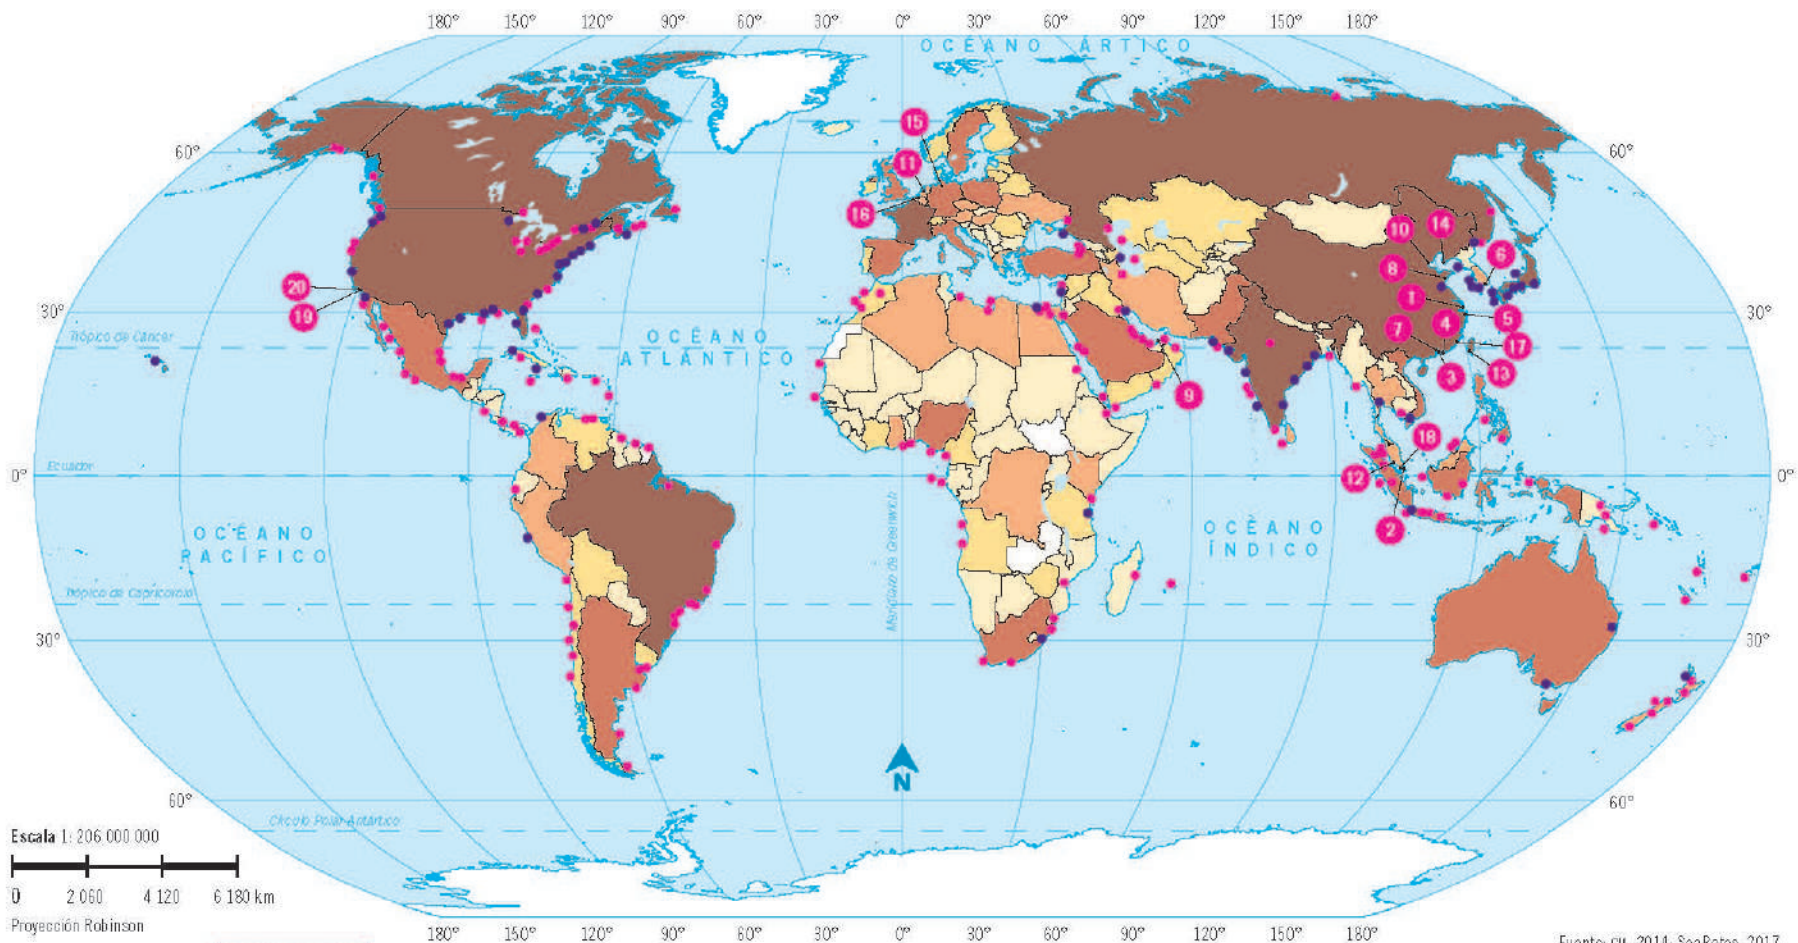 180° 150° 120° 90° 60° 30° 0° 30° 60° 90° 120° 150° 180°
OCÉANO ÁRTICO
15
60° 11 60°
16 10 14
8 6
20 1
30° 19 5 30°
Trópico de Cáncer
OCÉANO
ATLÁNTICO
7 4 17
3 13
9
18
Ecuador
0° 12 0°
OCÉANO
PACÍFICO
Meridiano de Greenwich
OCÉANO
ÍNDICO
2
Trópico de Capricornio
30° 30°
N
60° 60°
Círculo Polar Antártico
Escala 1: 206 000 000
0 2 060 4 120 6 180 km
Proyección Robinson
180° 150° 120° 90° 60° 30° 0° 30° 60° 90° 120° 150° 180°
2014; SeaRates, 2017